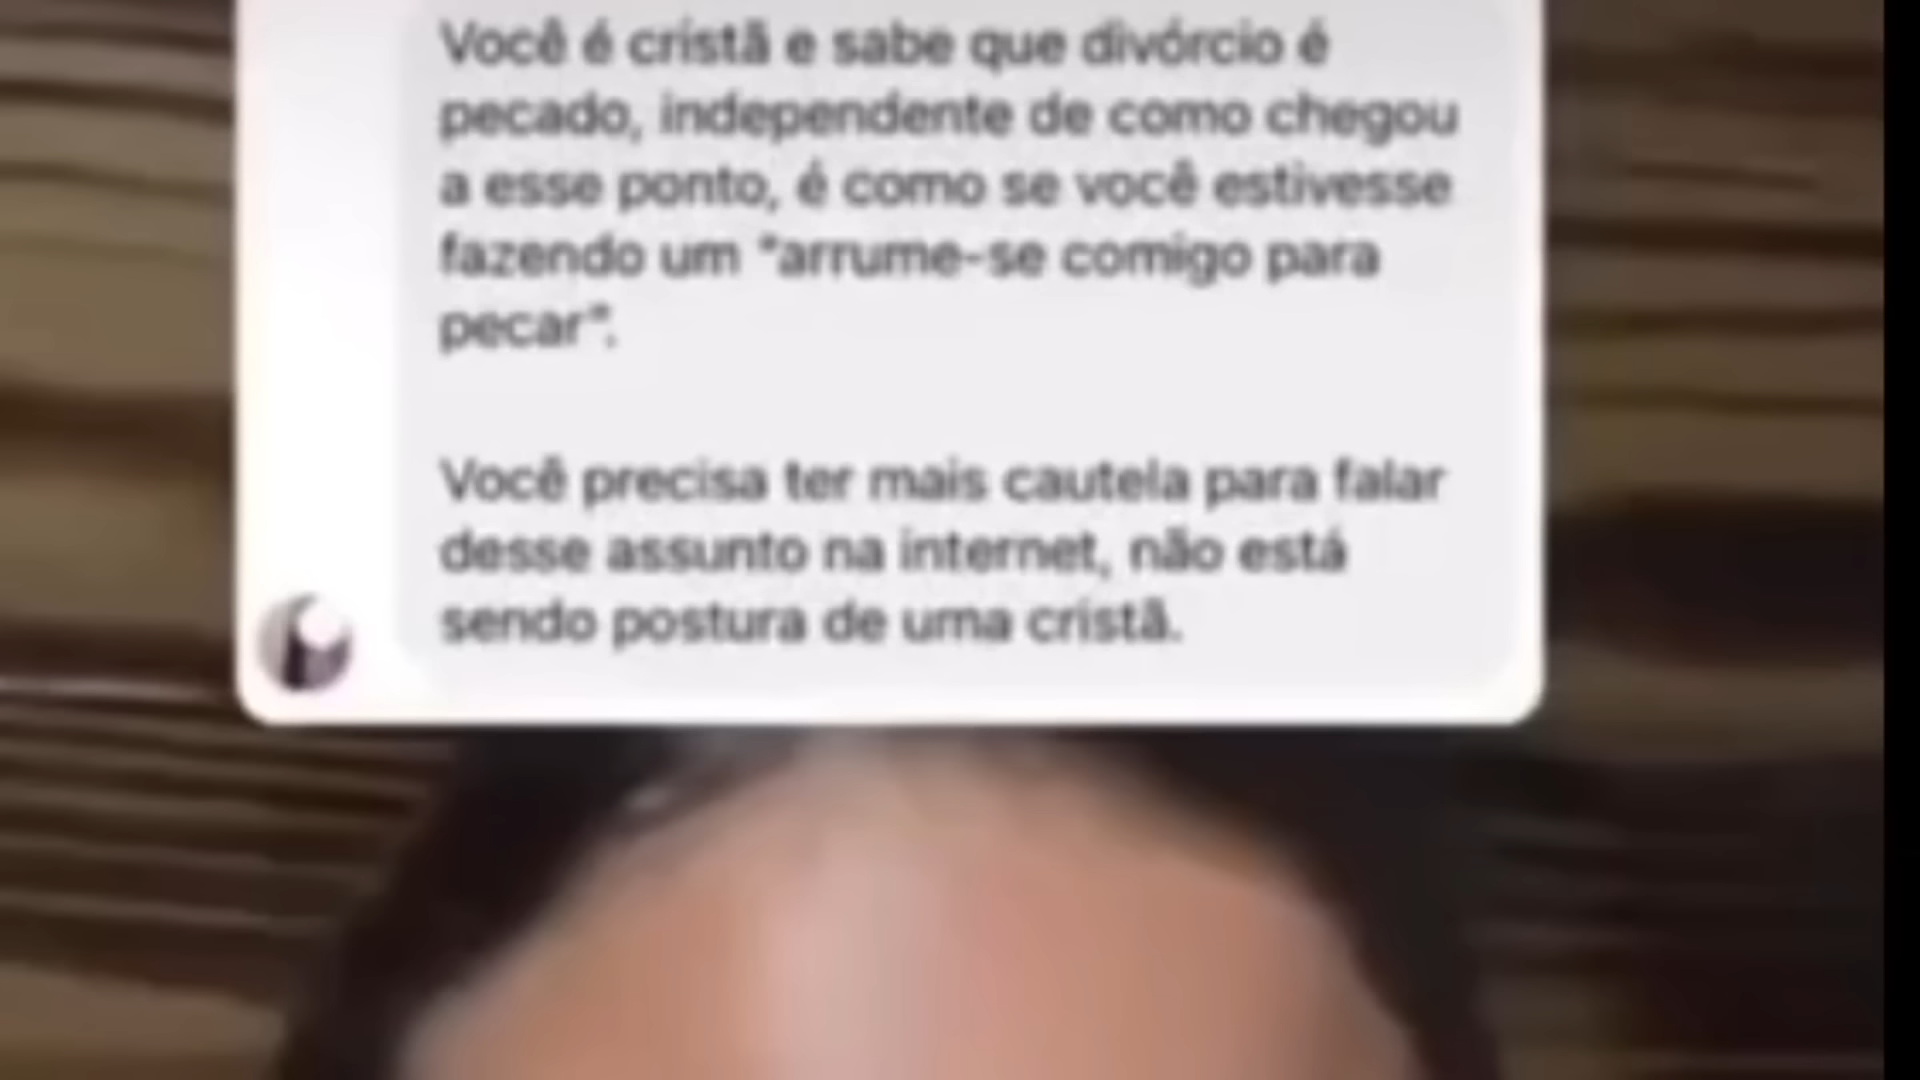 Você é cristã e sabe que divórcio é
pecado, independente de como chegou
a esse ponto, é como se você estivesse
fazendo um "arrume-se comigo para
pecar".
Você precisa ter mais cautela para falar
desse assunto na internet, não está
sendo postura de uma cristã.